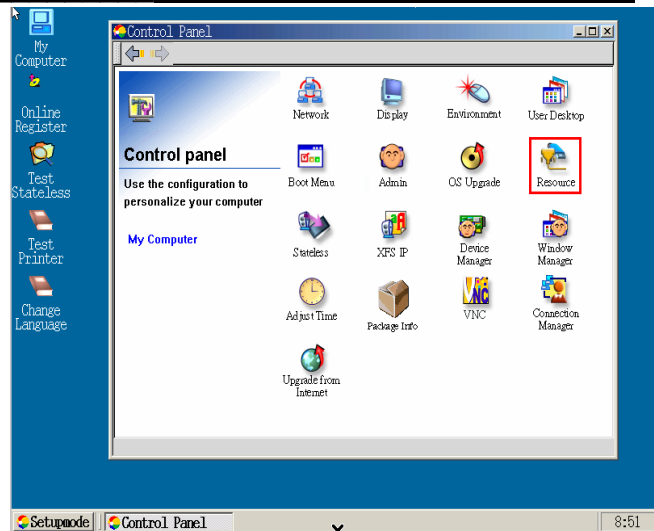 My
Computer
Online
Register
Test
Stateless
Test
Printer
Change
Language
Control Panel
Control panel
Use the configuration to
personalize your computer
My Computer
Network
Display
Environment
User Desktop
Boot Menu
Admin
OS Upgrade
Resource
Stateless
XFS IP
Device
Manager
Window
Manager
Adjust Time
Package Info
VNC
VNC
Connection
Manager
Upgrade from
Internet
Setupmode
Control Panel
8:51